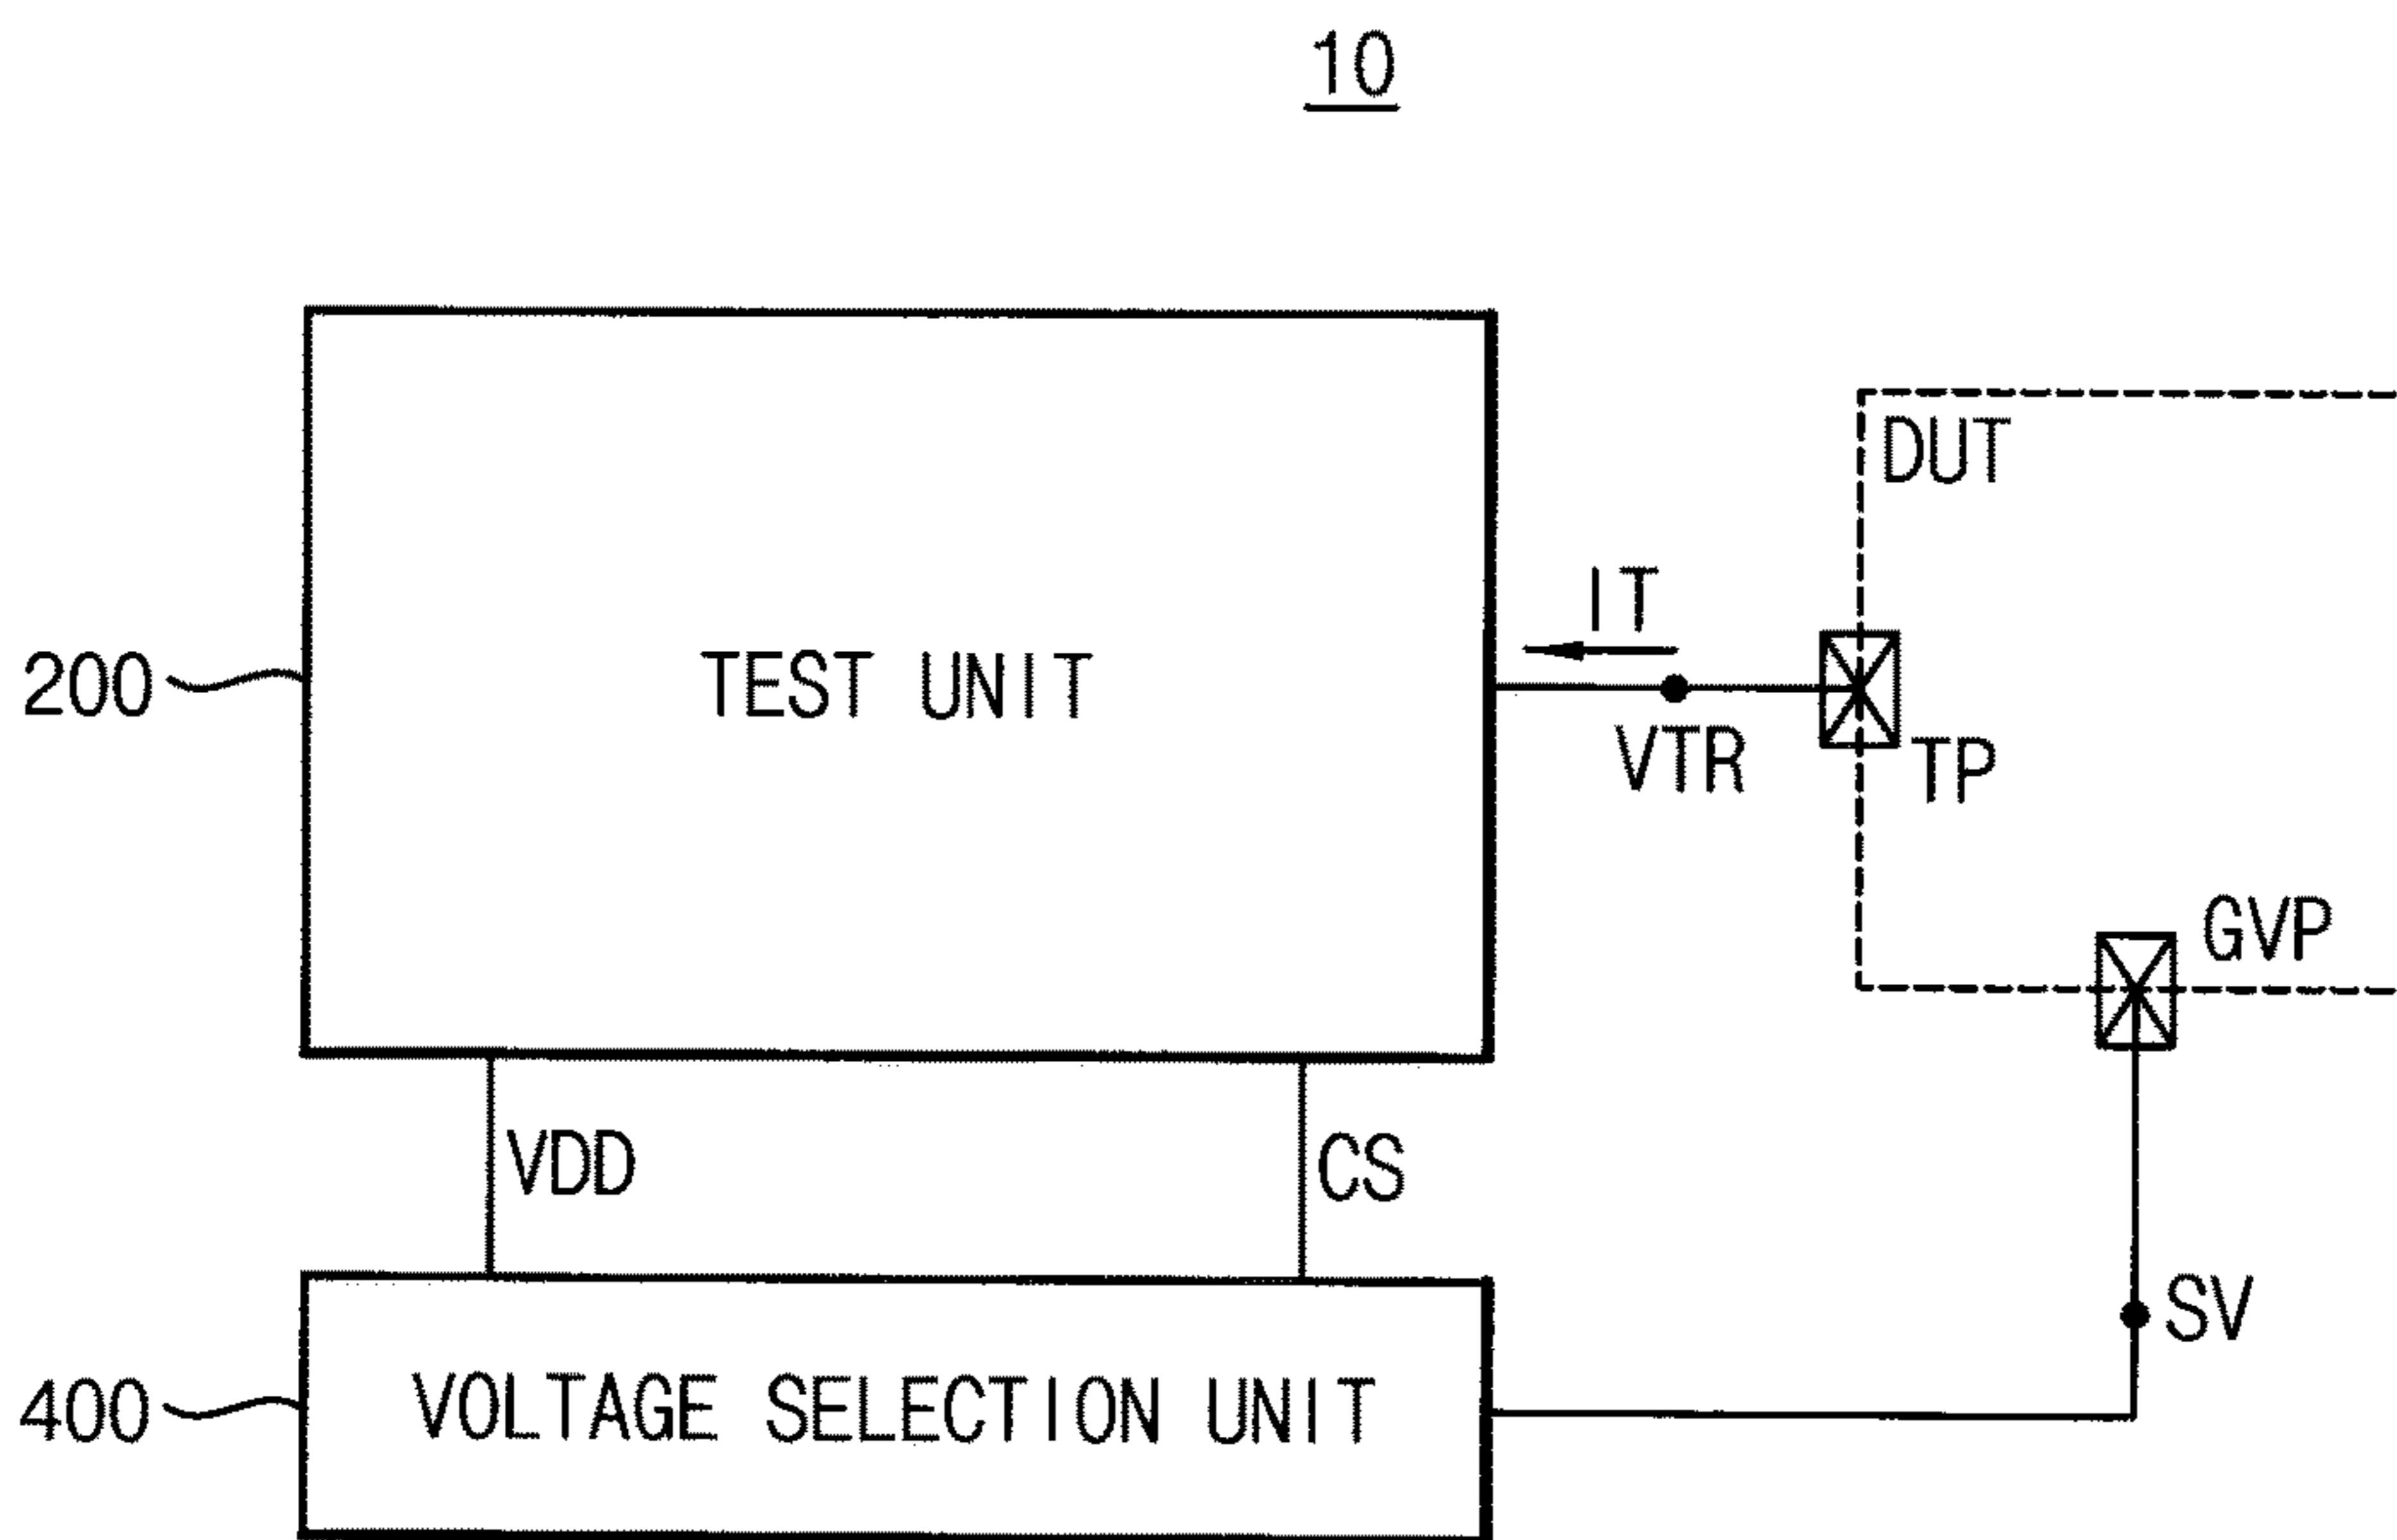 10
DUT
IT
200
TEST UNIT
VTR
TP
GVP
VDD
CS
SV
400
VOLTAGE SELECTION UNIT